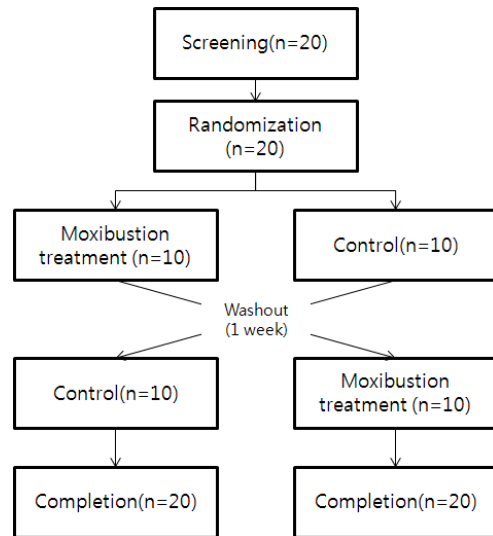 Screening(n=20)
Randomization
(n=20)
Moxibustion
treatment (n=10)
Control(n=10)
Washout
(1 week)
Control(n=10)
Moxibustion
treatment (n=10)
Completion(n=20)
Completion(n=20)